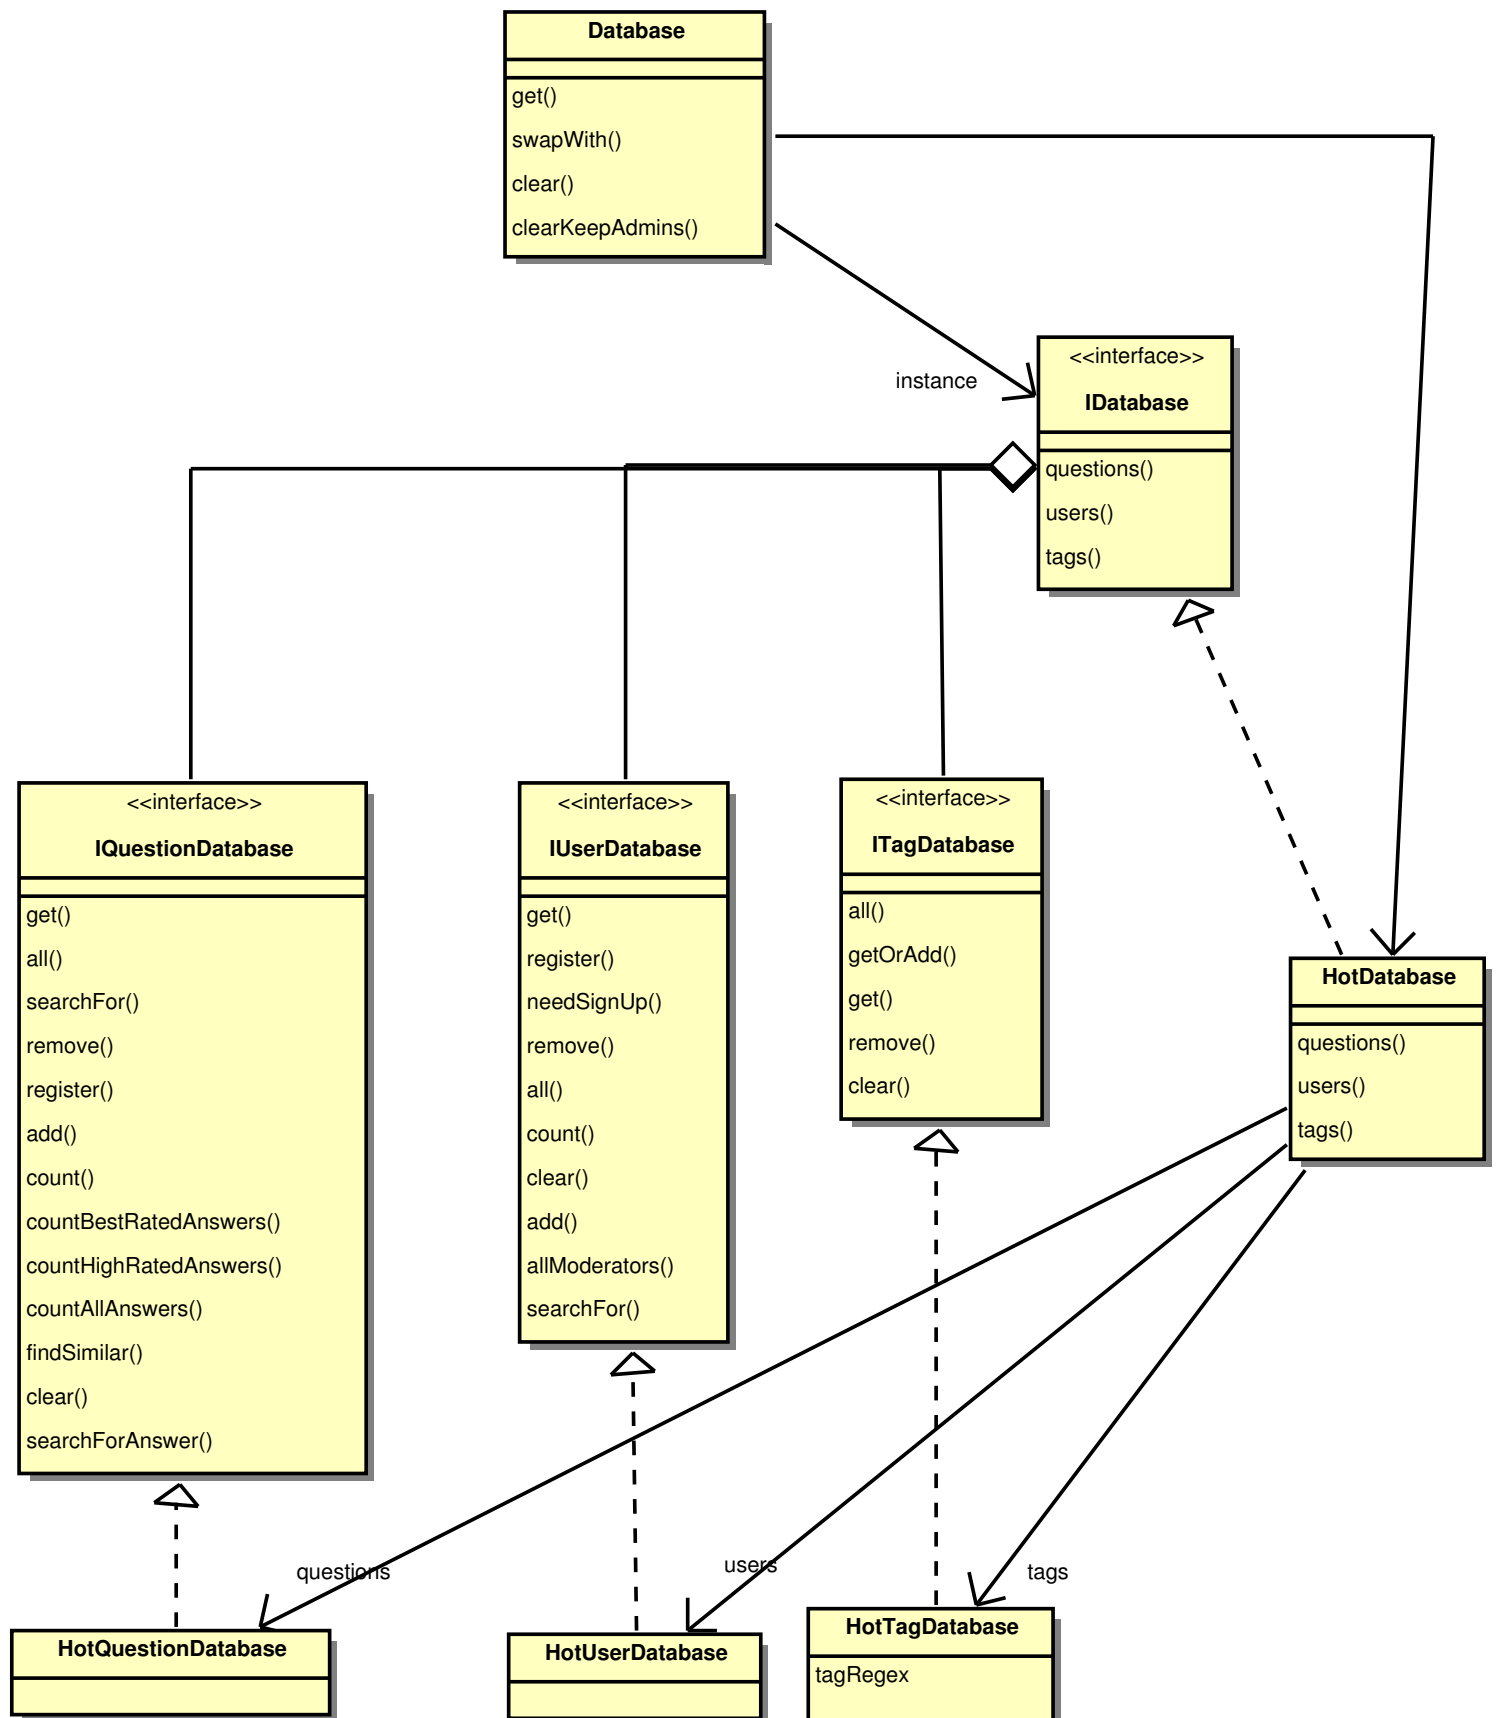 Database
get()
swapWith()
clear()
clearKeepAdmins()
instance
<<interface>>
IDatabase
questions()
users()
tags()
<<interface>>
IQuestionDatabase
get()
all()
searchFor()
remove()
register()
add()
count()
countBestRatedAnswers()
countHighRatedAnswers()
countAllAnswers()
findSimilar()
clear()
searchForAnswer()
<<interface>>
IUserDatabase
get()
register()
needSignUp()
remove()
all()
count()
clear()
add()
allModerators()
searchFor()
<<interface>>
ITagDatabase
all()
getOrAdd()
get()
remove()
clear()
HotDatabase
questions()
users()
tags()
questions
users
tags
HotQuestionDatabase
HotUserDatabase
HotTagDatabase
tagRegex